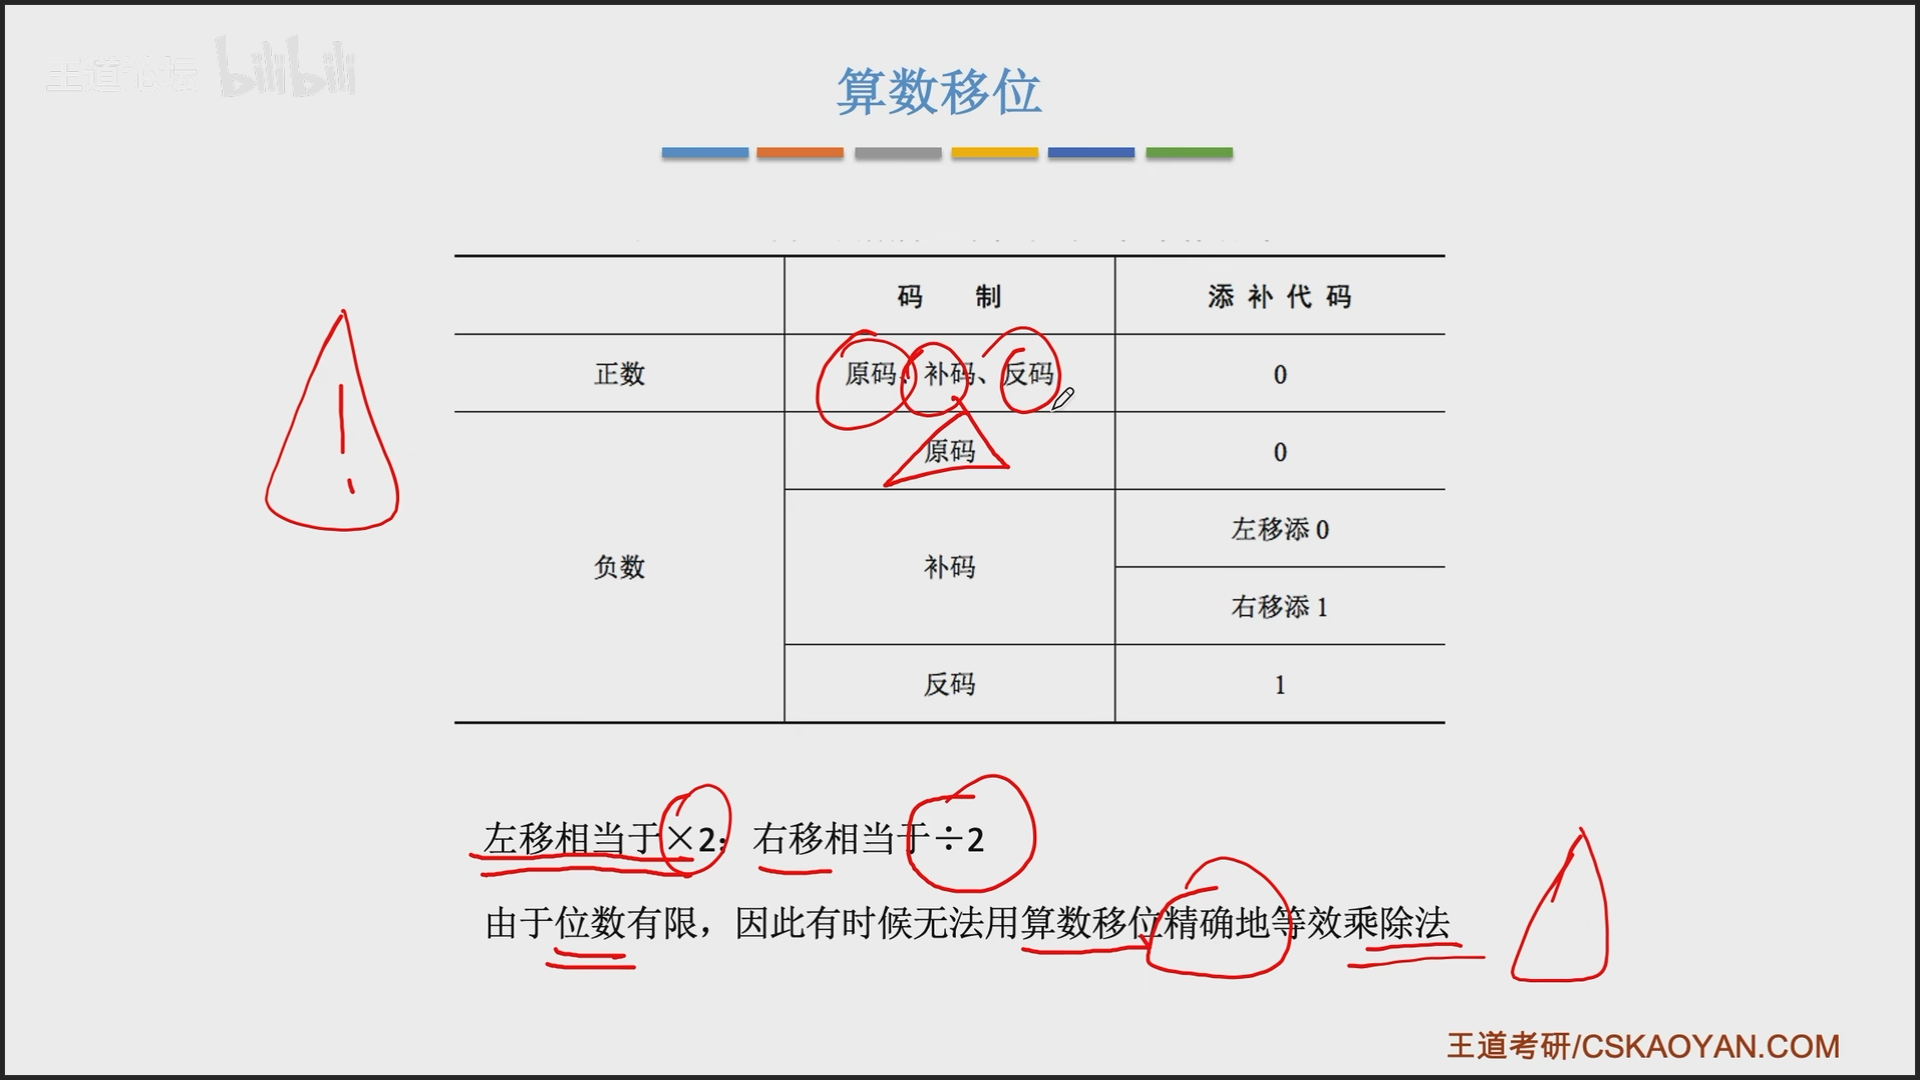 王道论坛 bilibili
算数移位
码 制 添补代码
正数 原码、补码、反码 0
原码 0
左移添 0
负数 补码
右移添 1
反码 1
左移相当于×2；右移相当于÷2
由于位数有限，因此有时候无法用算数移位精确地等效乘除法
王道考研/CSKAOYAN.COM